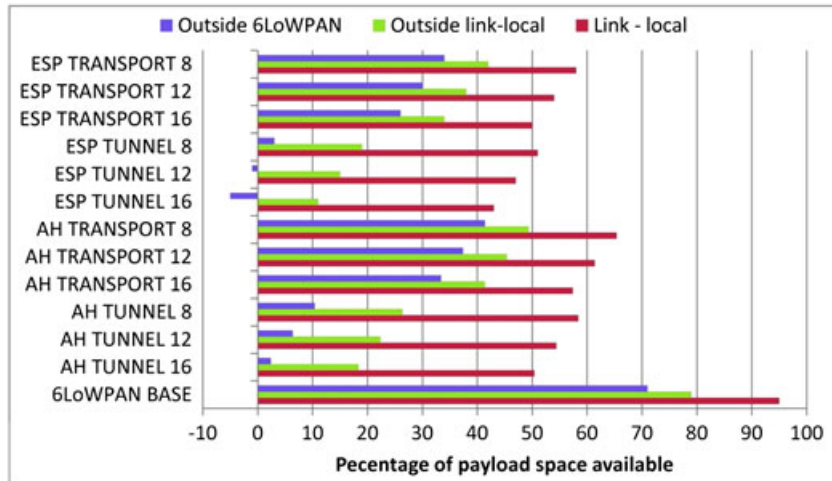 Outside 6LoWPAN Outside link-local Link - local
ESP TRANSPORT 8
ESP TRANSPORT 12
ESP TRANSPORT 16
ESP TUNNEL 8
ESP TUNNEL 12
ESP TUNNEL 16
AH TRANSPORT 8
AH TRANSPORT 12
AH TRANSPORT 16
AH TUNNEL 8
AH TUNNEL 12
AH TUNNEL 16
6LoWPAN BASE
-10 0 10 20 30 40 50 60 70 80 90 100
Pecentage of payload space available